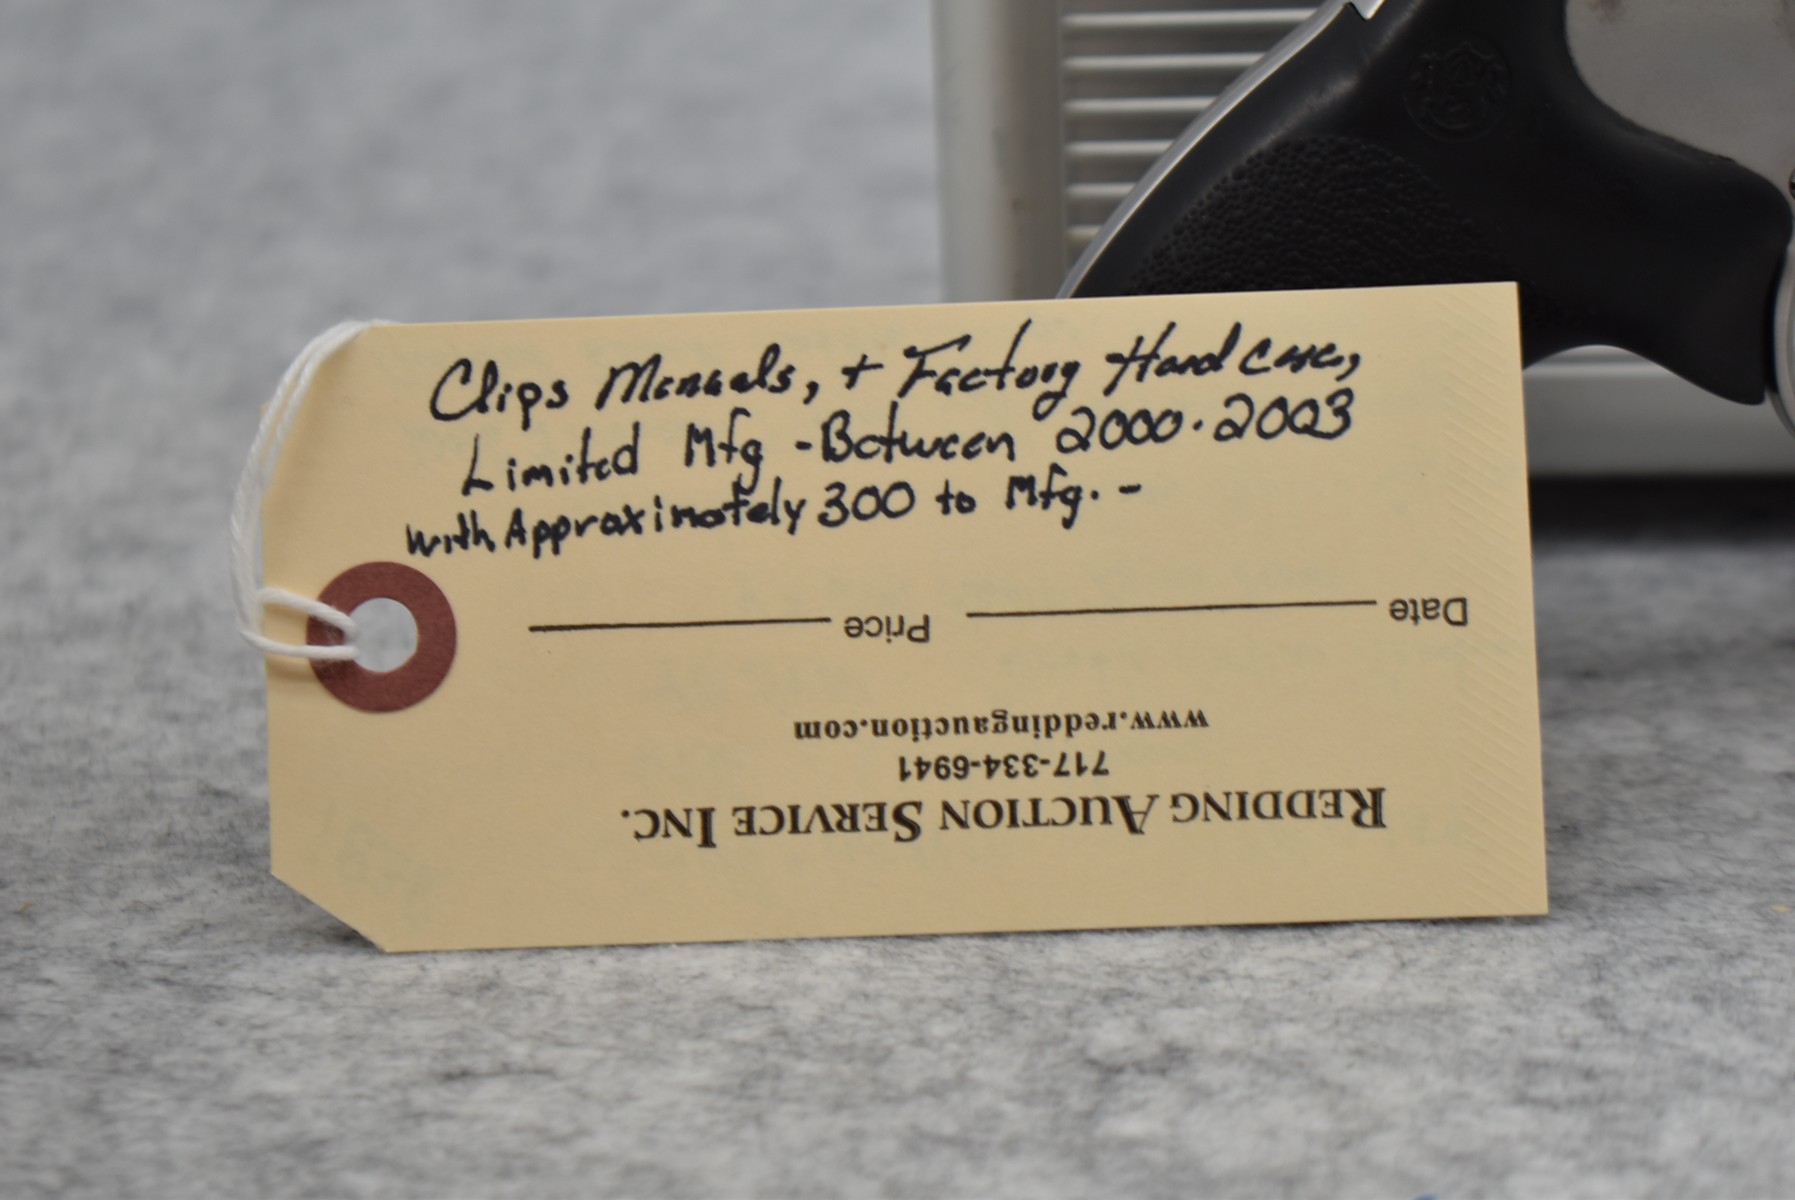 Clips Manuals, + Factory Hard Case,
Limited Mfg - Between 2000-2003
with Approximately 300 to Mfg. -
REDDING AUCTION SERVICE INC.
717-334-6941
www.reddingauction.com
Date Price